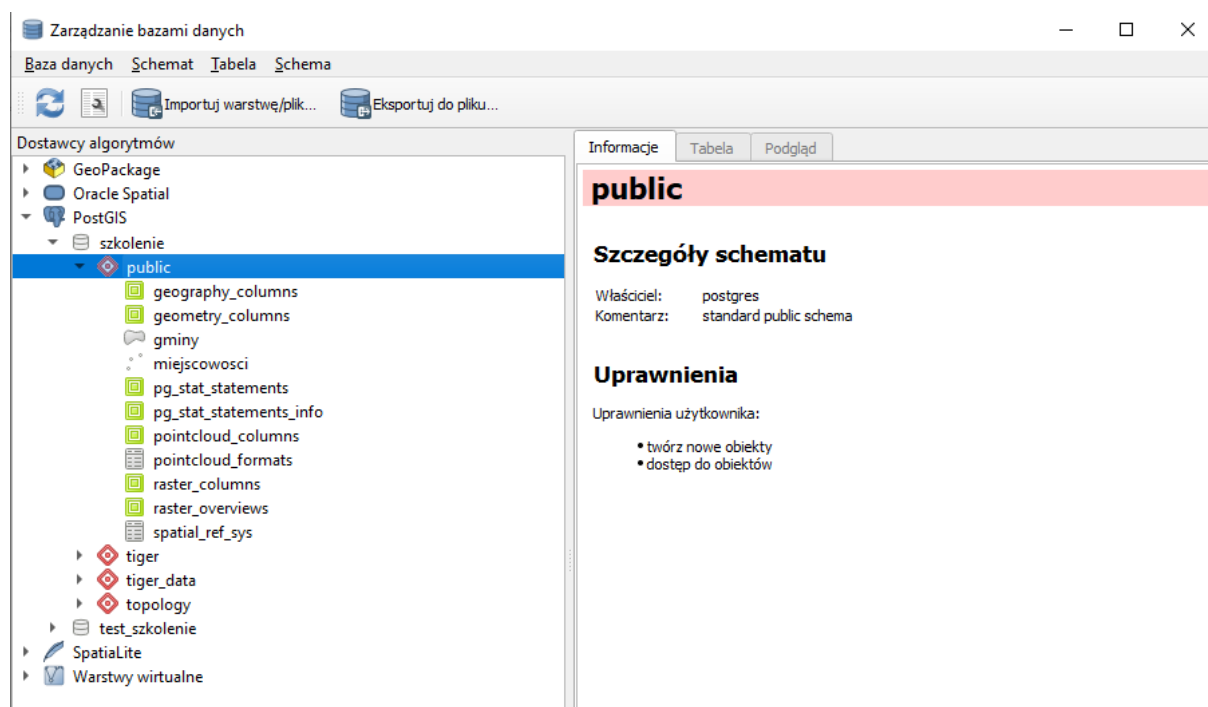 Zarządzanie bazami danych
Baza danych Schemat Tabela Schema
Importuj warstwę/plik... Eksportuj do pliku...
Dostawcy algorytmów
GeoPackage
Oracle Spatial
PostGIS
szkolenie
public
geography_columns
geometry_columns
gminy
miejscowosci
pg_stat_statements
pg_stat_statements_info
pointcloud_columns
pointcloud_formats
raster_columns
raster_overviews
spatial_ref_sys
tiger
tiger_data
topology
test_szkolenie
SpatiaLite
Warstwy wirtualne
Informacje Tabela Podgląd
public
Szczegóły schematu
Właściciel: postgres
Komentarz: standard public schema
Uprawnienia
Uprawnienia użytkownika:
• twórz nowe obiekty
• dostęp do obiektów